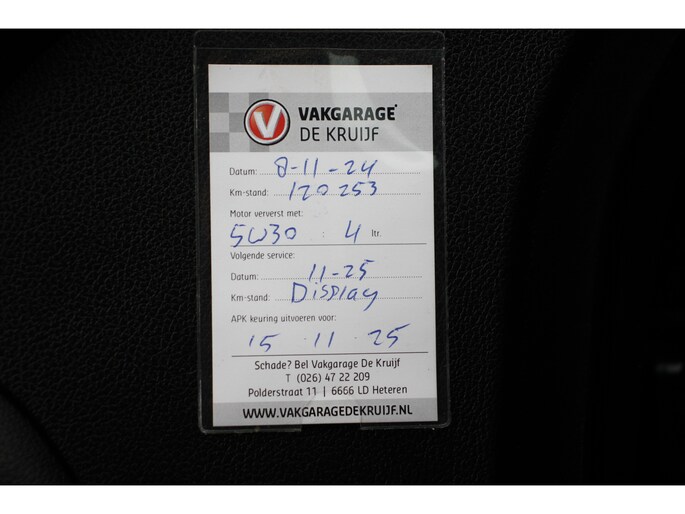 V VAKGARAGE
DE KRUIJF
Datum: 8-11-24
Km-stand: 120253
Motor ververst met:
5W30 : 4 ltr.
Volgende service:
Datum: 11-25
Km-stand: Display
APK keuring uitvoeren voor:
15 · 11 · 25
Schade? Bel Vakgarage De Kruijf
T (026) 47 22 209
Polderstraat 11 | 6666 LD Heteren
WWW.VAKGARAGEDEKRUIJF.NL